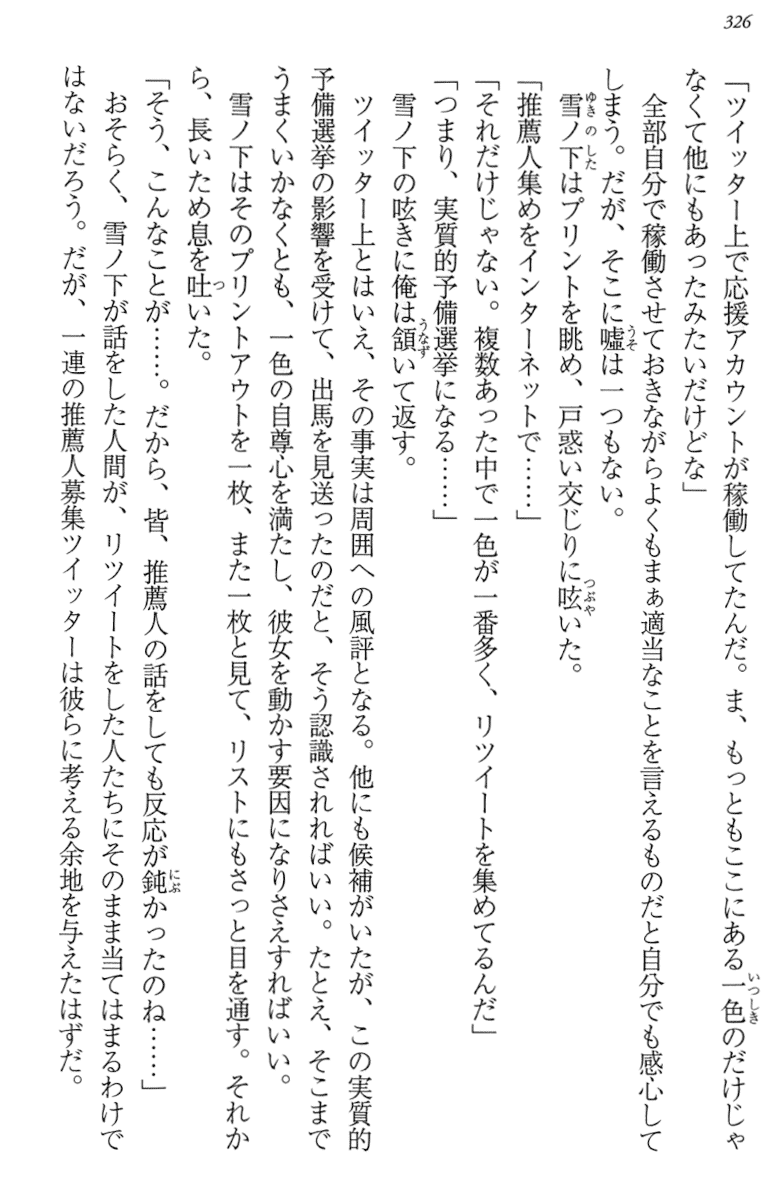 326
「ツイッター上で応援アカウントが稼働してたんだ。ま、もっともここにある一色のだけじゃ
なくて他にもあったみたいだけどな」
全部自分で稼働させておきながらよくもまぁ適当なことを言えるものだと自分でも感心して
しまう。だが、そこに嘘は一つもない。
雪ノ下はプリントを眺め、戸惑い交じりに呟いた。
「推薦人集めをインターネットで……」
「それだけじゃない。複数あった中で一色が一番多く、リツイートを集めてるんだ」
「つまり、実質的予備選挙になる……」
雪ノ下の呟きに俺は頷いて返す。
ツイッター上とはいえ、その事実は周囲への風評となる。他にも候補がいたが、この実質的
予備選挙の影響を受けて、出馬を見送ったのだと、そう認識されればいい。たとえ、そこまで
うまくいかなくとも、一色の自尊心を満たし、彼女を動かす要因になりさえすればいい。
雪ノ下はそのプリントアウトを一枚、また一枚と見て、リストにもさっと目を通す。それか
ら、長いため息を吐いた。
「そう、こんなことが……。だから、皆、推薦人の話をしても反応が鈍かったのね……」
おそらく、雪ノ下が話をした人間が、リツイートをした人たちにそのまま当てはまるわけで
はないだろう。だが、一連の推薦人募集ツイッターは彼らに考える余地を与えたはずだ。